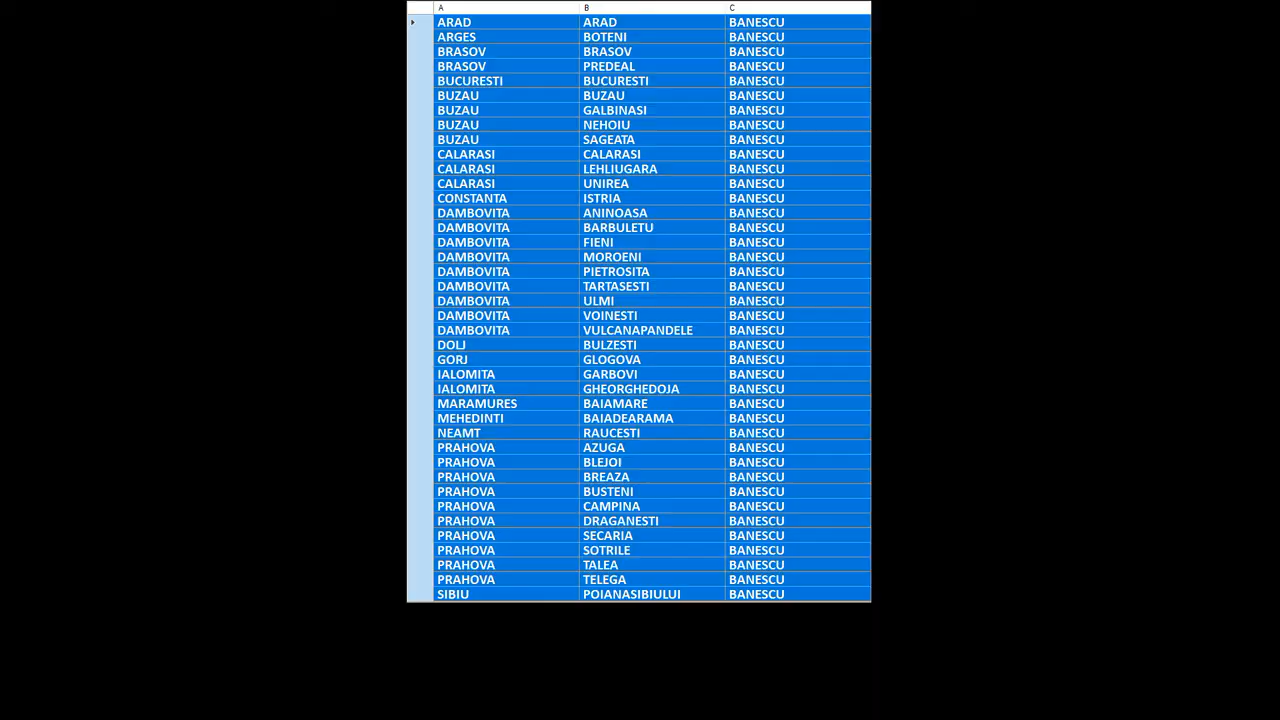 A B C
ARAD ARAD BANESCU
ARGES BOTENI BANESCU
BRASOV BRASOV BANESCU
BRASOV PREDEAL BANESCU
BUCURESTI BUCURESTI BANESCU
BUZAU BUZAU BANESCU
BUZAU GALBINASI BANESCU
BUZAU NEHOIU BANESCU
BUZAU SAGEATA BANESCU
CALARASI CALARASI BANESCU
CALARASI LEHLIUGARA BANESCU
CALARASI UNIREA BANESCU
CONSTANTA ISTRIA BANESCU
DAMBOVITA ANINOASA BANESCU
DAMBOVITA BARBULETU BANESCU
DAMBOVITA FIENI BANESCU
DAMBOVITA MOROENI BANESCU
DAMBOVITA PIETROSITA BANESCU
DAMBOVITA TARTASESTI BANESCU
DAMBOVITA ULMI BANESCU
DAMBOVITA VOINESTI BANESCU
DAMBOVITA VULCANAPANDELE BANESCU
DOLJ BULZESTI BANESCU
GORJ GLOGOVA BANESCU
IALOMITA GARBOVI BANESCU
IALOMITA GHEORGHEDOJA BANESCU
MARAMURES BAIAMARE BANESCU
MEHEDINTI BAIADEARAMA BANESCU
NEAMT RAUCESTI BANESCU
PRAHOVA AZUGA BANESCU
PRAHOVA BLEJOI BANESCU
PRAHOVA BREAZA BANESCU
PRAHOVA BUSTENI BANESCU
PRAHOVA CAMPINA BANESCU
PRAHOVA DRAGANESTI BANESCU
PRAHOVA SECARIA BANESCU
PRAHOVA SOTRILE BANESCU
PRAHOVA TALEA BANESCU
PRAHOVA TELEGA BANESCU
SIBIU POIANASIBIULUI BANESCU